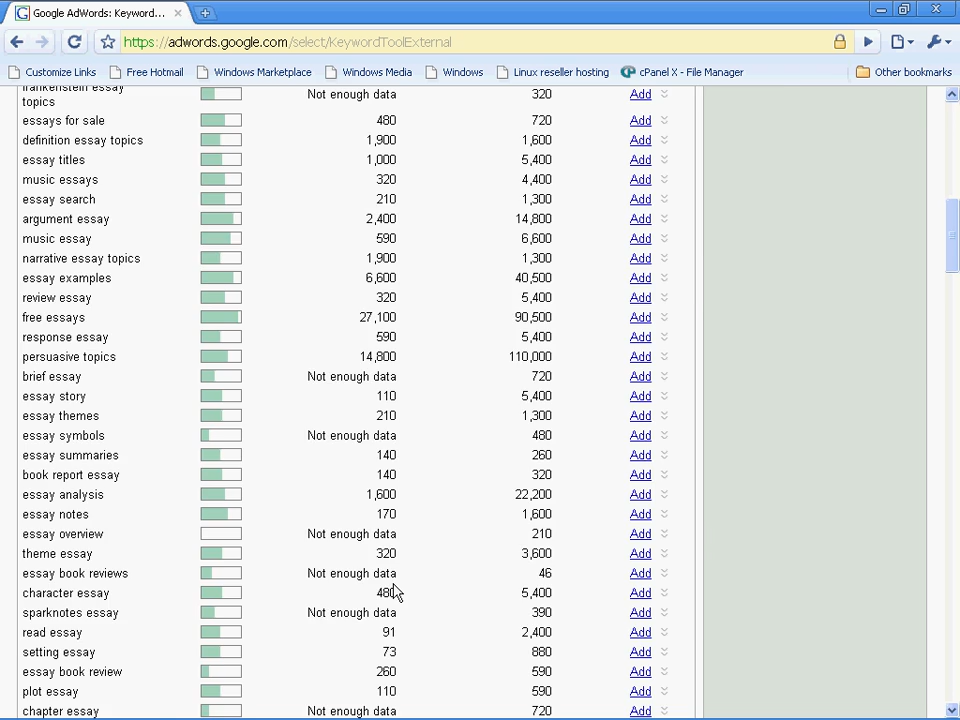 Google AdWords: Keyword...
https://adwords.google.com/select/KeywordToolExternal
Customize Links Free Hotmail Windows Marketplace Windows Media Windows Linux reseller hosting cPanel X - File Manager Other bookmarks
frankenstein essay
topics Not enough data 320 Add
essays for sale 480 720 Add
definition essay topics 1,900 1,600 Add
essay titles 1,000 5,400 Add
music essays 320 4,400 Add
essay search 210 1,300 Add
argument essay 2,400 14,800 Add
music essay 590 6,600 Add
narrative essay topics 1,900 1,300 Add
essay examples 6,600 40,500 Add
review essay 320 5,400 Add
free essays 27,100 90,500 Add
response essay 590 5,400 Add
persuasive topics 14,800 110,000 Add
brief essay Not enough data 720 Add
essay story 110 5,400 Add
essay themes 210 1,300 Add
essay symbols Not enough data 480 Add
essay summaries 140 260 Add
book report essay 140 320 Add
essay analysis 1,600 22,200 Add
essay notes 170 1,600 Add
essay overview Not enough data 210 Add
theme essay 320 3,600 Add
essay book reviews Not enough data 46 Add
character essay 480 5,400 Add
sparknotes essay Not enough data 390 Add
read essay 91 2,400 Add
setting essay 73 880 Add
essay book review 260 590 Add
plot essay 110 590 Add
chapter essay Not enough data 720 Add